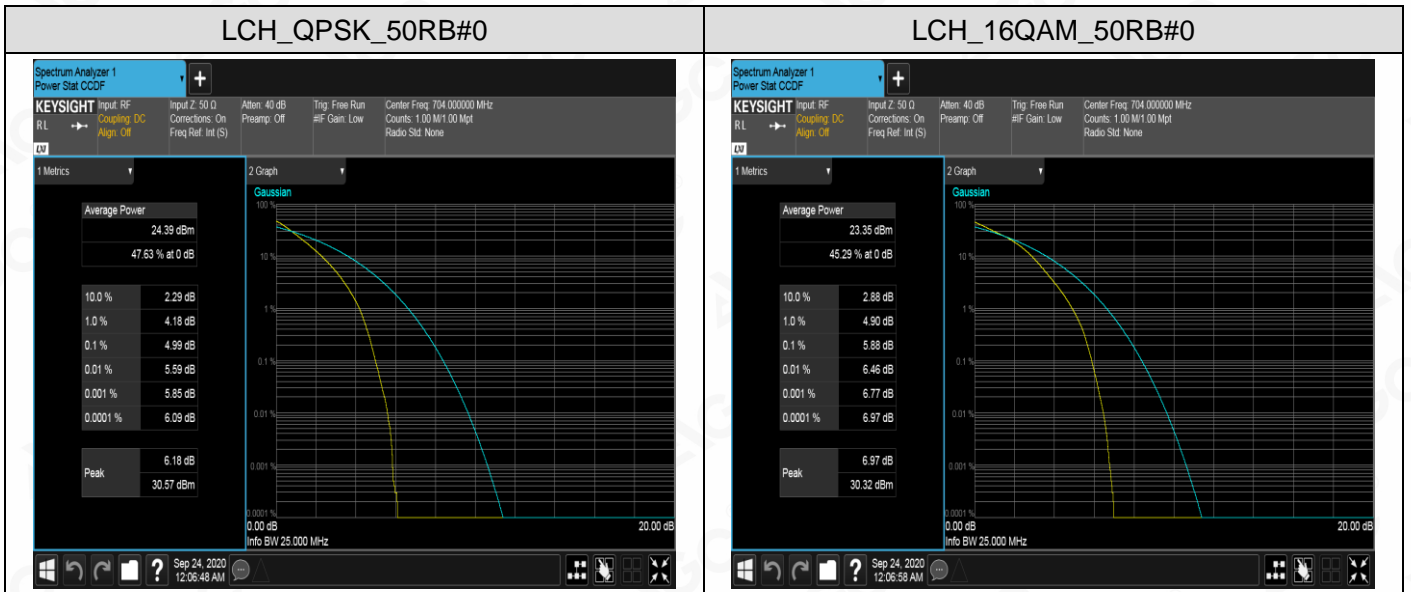 LCH_QPSK_50RB#0
Spectrum Analyzer 1
Power Stat CCDF
+
KEYSIGHT
RL
LXI
Input: RF
Coupling: DC
Align: Off
Input Z: 50 Ω
Corrections: On
Freq Ref: Int (S)
Atten: 40 dB
Preamp: Off
Trig: Free Run
#IF Gain: Low
Center Freq: 704.000000 MHz
Counts: 1.00 M/1.00 Mpt
Radio Std: None
1 Metrics
Average Power
24.39 dBm
47.63 % at 0 dB
10.0 % 2.29 dB
1.0 % 4.18 dB
0.1 % 4.99 dB
0.01 % 5.59 dB
0.001 % 5.85 dB
0.0001 % 6.09 dB
Peak
6.18 dB
30.57 dBm
2 Graph
Gaussian
100 %
10 %
1 %
0.1 %
0.01 %
0.001 %
0.0001 %
0.00 dB 20.00 dB
Info BW 25.000 MHz
?
Sep 24, 2020
12:06:48 AM
LCH_16QAM_50RB#0
Spectrum Analyzer 1
Power Stat CCDF
+
KEYSIGHT
RL
LXI
Input: RF
Coupling: DC
Align: Off
Input Z: 50 Ω
Corrections: On
Freq Ref: Int (S)
Atten: 40 dB
Preamp: Off
Trig: Free Run
#IF Gain: Low
Center Freq: 704.000000 MHz
Counts: 1.00 M/1.00 Mpt
Radio Std: None
1 Metrics
Average Power
23.35 dBm
45.29 % at 0 dB
10.0 % 2.88 dB
1.0 % 4.90 dB
0.1 % 5.88 dB
0.01 % 6.46 dB
0.001 % 6.77 dB
0.0001 % 6.97 dB
Peak
6.97 dB
30.32 dBm
2 Graph
Gaussian
100 %
10 %
1 %
0.1 %
0.01 %
0.001 %
0.0001 %
0.00 dB 20.00 dB
Info BW 25.000 MHz
?
Sep 24, 2020
12:06:58 AM